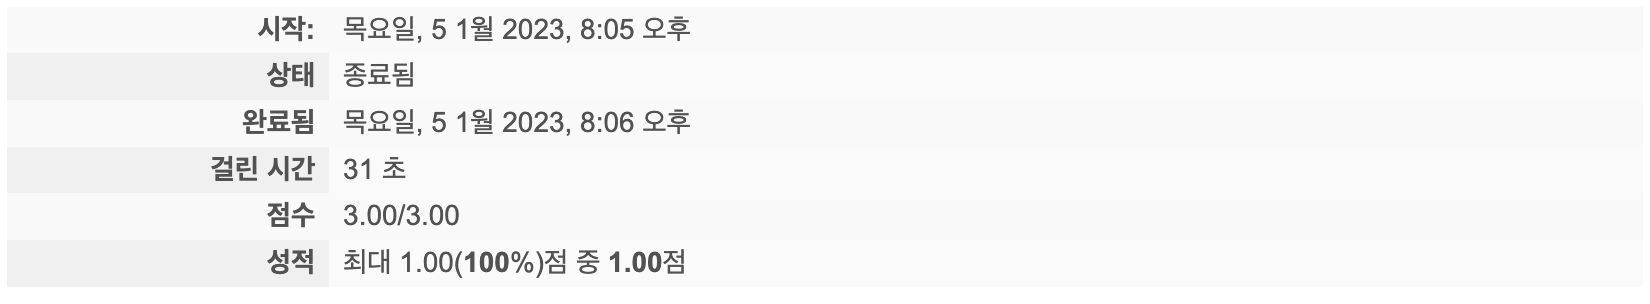 시작: 목요일, 5 1월 2023, 8:05 오후
상태 종료됨
완료됨 목요일, 5 1월 2023, 8:06 오후
걸린 시간 31 초
점수 3.00/3.00
성적 최대 1.00(100%)점 중 1.00점